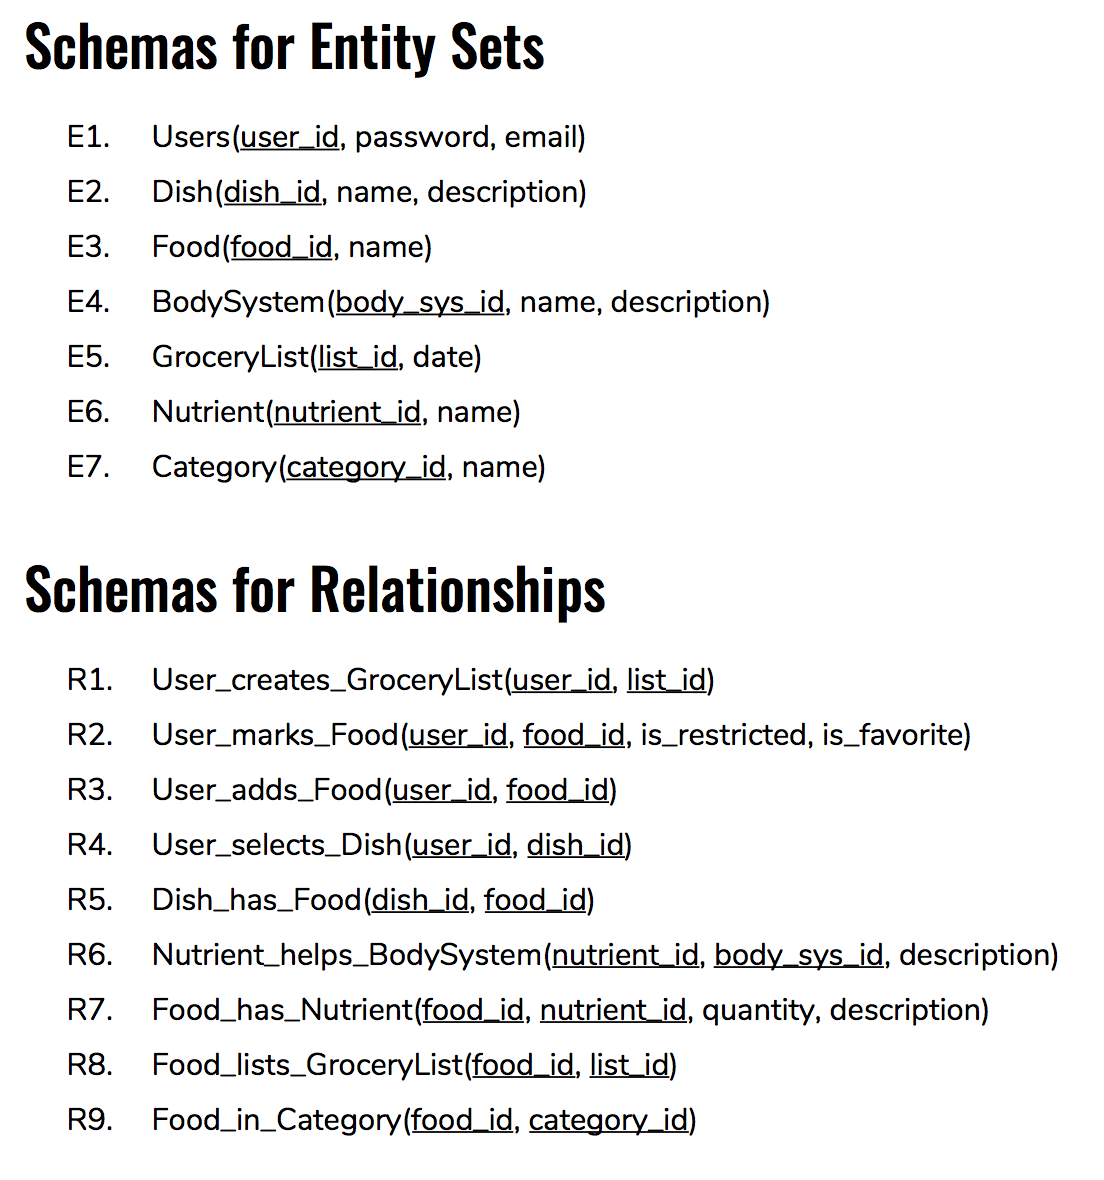 Schemas for Entity Sets
E1. Users(user_id, password, email)
E2. Dish(dish_id, name, description)
E3. Food(food_id, name)
E4. BodySystem(body_sys_id, name, description)
E5. GroceryList(list_id, date)
E6. Nutrient(nutrient_id, name)
E7. Category(category_id, name)
Schemas for Relationships
R1. User_creates_GroceryList(user_id, list_id)
R2. User_marks_Food(user_id, food_id, is_restricted, is_favorite)
R3. User_adds_Food(user_id, food_id)
R4. User_selects_Dish(user_id, dish_id)
R5. Dish_has_Food(dish_id, food_id)
R6. Nutrient_helps_BodySystem(nutrient_id, body_sys_id, description)
R7. Food_has_Nutrient(food_id, nutrient_id, quantity, description)
R8. Food_lists_GroceryList(food_id, list_id)
R9. Food_in_Category(food_id, category_id)